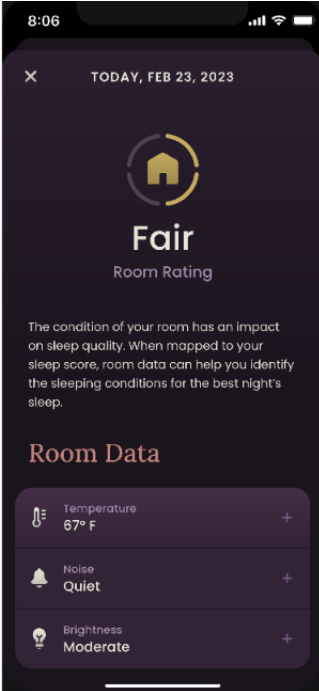 8:06
TODAY, FEB 23, 2023
Fair
Room Rating
The condition of your room has an impact
on sleep quality. When mapped to your
sleep score, room data can help you identify
the sleeping conditions for the best night's
sleep.
Room Data
Temperature
67° F
Noise
Quiet
Brightness
Moderate